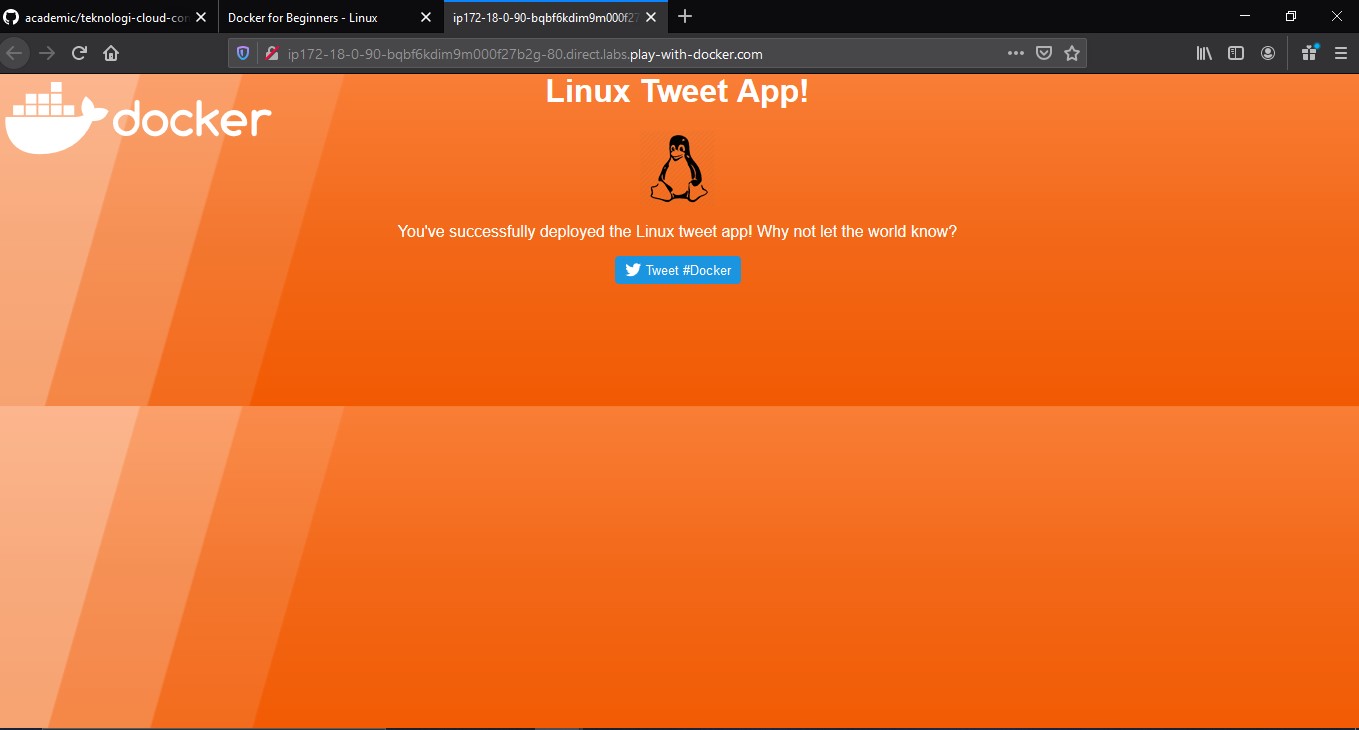 academic/teknologi-cloud-con
Docker for Beginners - Linux
ip172-18-0-90-bqbf6kdim9m000f27
ip172-18-0-90-bqbf6kdim9m000f27b2g-80.direct.labs.play-with-docker.com
docker
Linux Tweet App!
You've successfully deployed the Linux tweet app! Why not let the world know?
Tweet #Docker